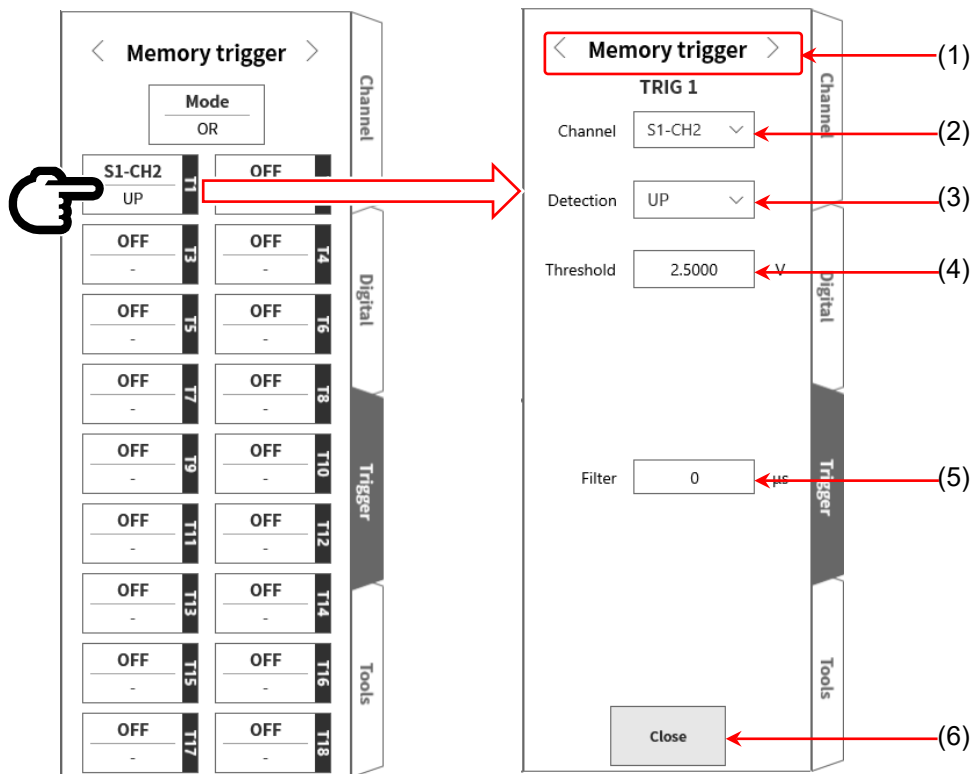 Memory trigger
Mode
OR
S1-CH2
UP
T1
OFF
OFF
-
T3
OFF
-
T4
OFF
-
T5
OFF
-
T6
OFF
-
T7
OFF
-
T8
OFF
-
T9
OFF
-
T10
OFF
-
T11
OFF
-
T12
OFF
-
T13
OFF
-
T14
OFF
-
T15
OFF
-
T16
OFF
-
T17
OFF
-
T18
Channel
Digital
Trigger
Tools
Memory trigger
(1)
TRIG 1
Channel S1-CH2
(2)
Detection UP
(3)
Threshold 2.5000 V
(4)
Filter 0 μs
(5)
Close
(6)
Channel
Digital
Trigger
Tools